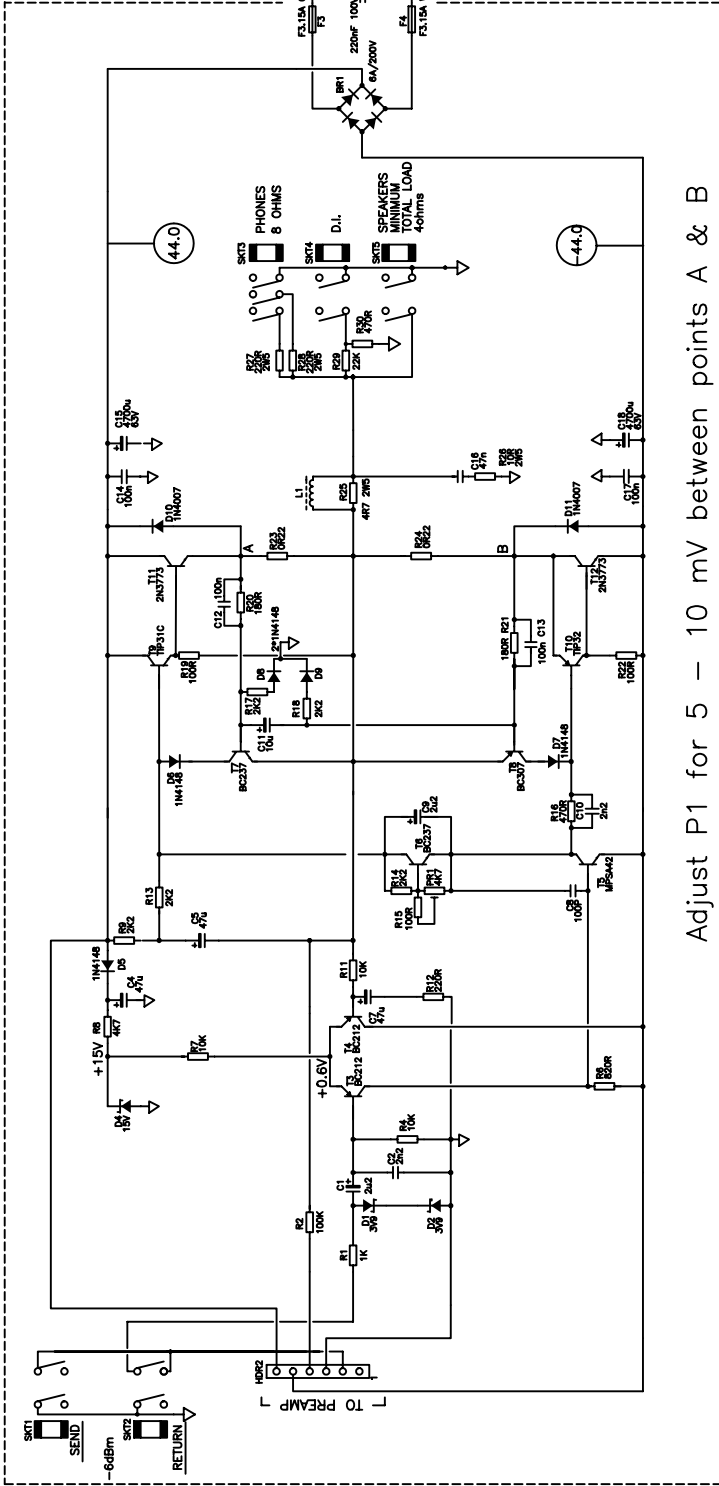 SKT1
SEND
-6dBm
SKT2
RETURN
HDR2
TO PREAMP
R1
1K
R2
100K
D1
3V9
D2
3V9
C1
+
2u2
C2
2n2
R4
10K
D4
15V
+15V
R8
4K7
C4
47u
+
1N4148
D5
R7
10K
+0.6V
T3
BC212
T4
BC212
R9
2K2
C5
47u
+
R13
2K2
R11
10K
C7
47u
+
R12
220R
R6
820R
C8
100P
T5
MPSA42
R14
2K2
R15
100R
PR1
4K7
T6
BC237
C9
2u2
+
R16
470R
C10
2n2
D6
1N4148
T7
BC237
C11
10u
+
R17
2K2
R18
2K2
D8
D9
2*1N4148
T8
BC307
D7
1N4148
T9
TIP31C
R19
100R
C12
100n
R20
180R
180R
R21
C13
100n
T10
TIP32
R22
100R
T11
2N3773
T12
2N3773
A
R23
0R22
R24
0R22
B
D10
1N4007
D11
1N4007
C14
100n
C15
4700u
63V
+
C17
100n
C18
4700u
63V
+
L1
R25
4R7
2W5
C16
47n
R26
10R
2W5
R27
220R
2W5
R28
220R
2W5
R29
22K
R30
470R
SKT3
PHONES
8 OHMS
SKT4
D.I.
SKT5
SPEAKERS
MINIMUM
TOTAL LOAD
4ohms
44.0
-44.0
BR1
6A/200V
220nF
F3.15A
F3
F4
F3.15A
Adjust P1 for 5 – 10 mV between points A & B